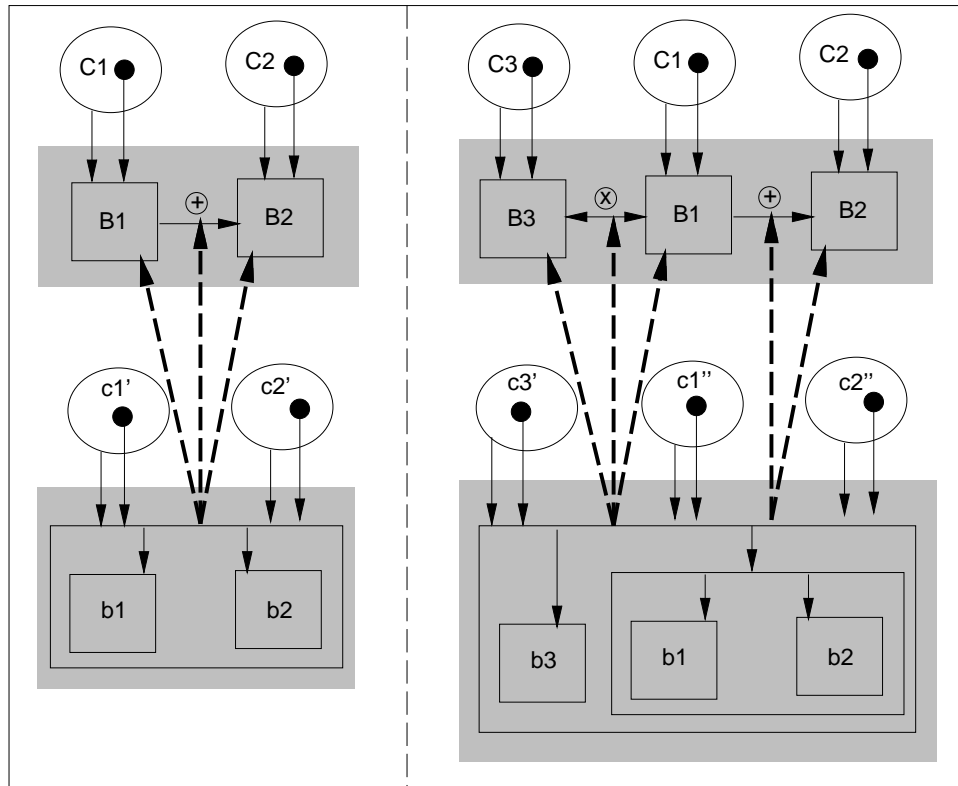 C1 C2
+
B1 B2
c1’ c2’
b1 b2
C3 C1 C2
x +
B3 B1 B2
c3’ c1’’ c2’’
b3 b1 b2